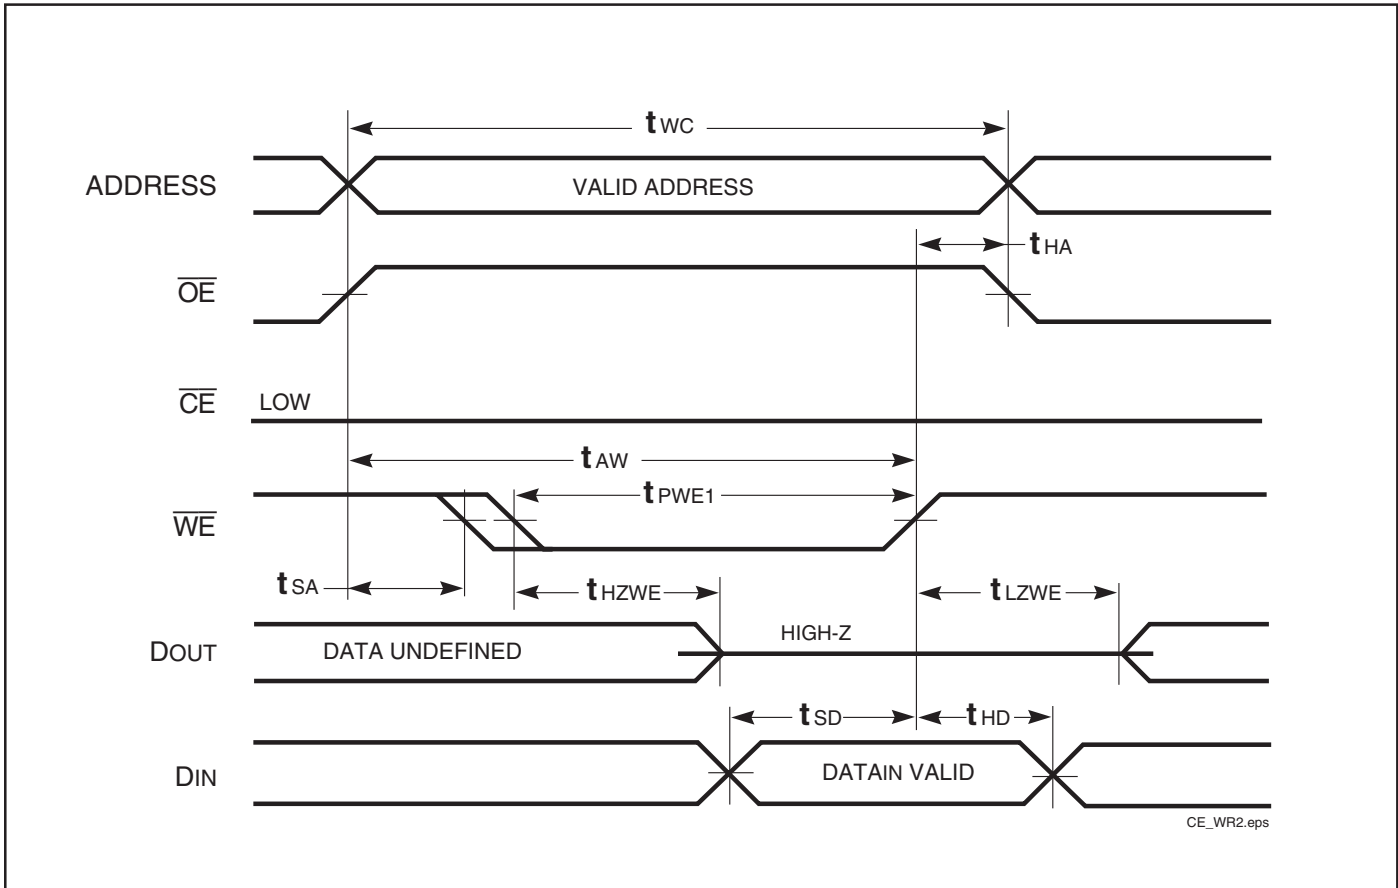 tWC
ADDRESS
VALID ADDRESS
tHA
OE
CE
LOW
tAW
tPWE1
WE
tSA
tHZWE
tLZWE
HIGH-Z
DOUT
DATA UNDEFINED
tSD
tHD
DIN
DATAIN VALID
CE_WR2.eps